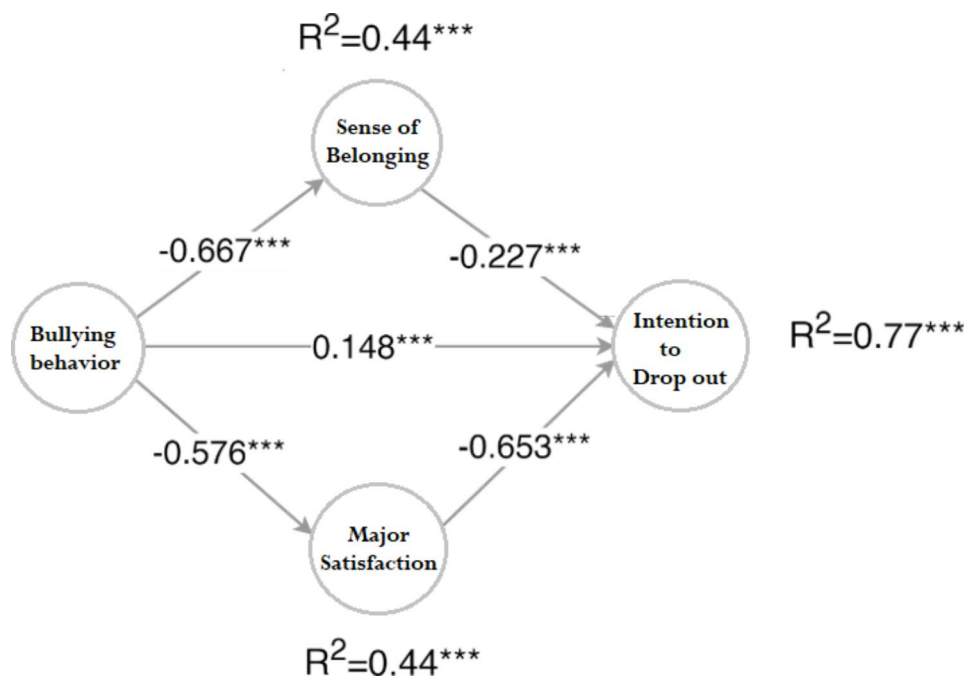 R²=0.44***
Sense of
Belonging
-0.667***
-0.227***
Bullying
behavior
0.148***
Intention
to
Drop out
R²=0.77***
-0.576***
-0.653***
Major
Satisfaction
R²=0.44***